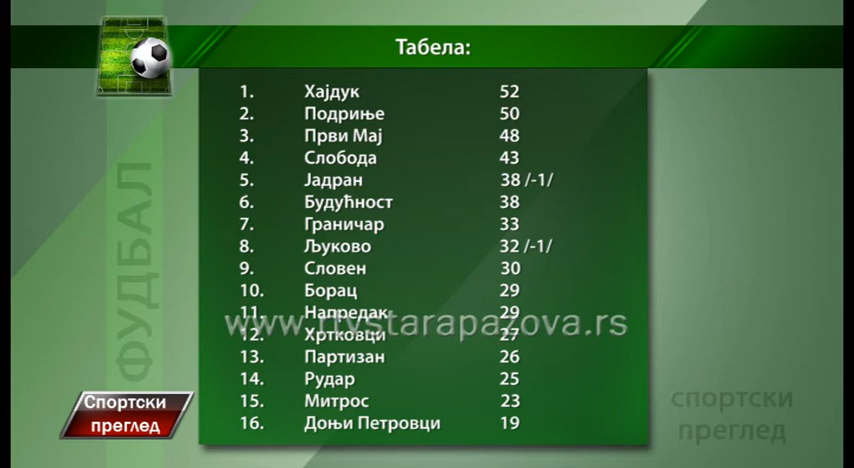 Табела:
1. Хајдук 52
2. Подриње 50
3. Први Мај 48
4. Слобода 43
5. Јадран 38 /-1/
6. Будућност 38
7. Граничар 33
8. Љуково 32 /-1/
9. Словен 30
10. Борац 29
11. Напредак 29
www.rtvstarapazova.rs
12. Хртковци 27
13. Партизан 26
14. Рудар 25
15. Митрос 23
16. Доњи Петровци 19
ФУДБАЛ
Спортски
преглед
спортски
преглед